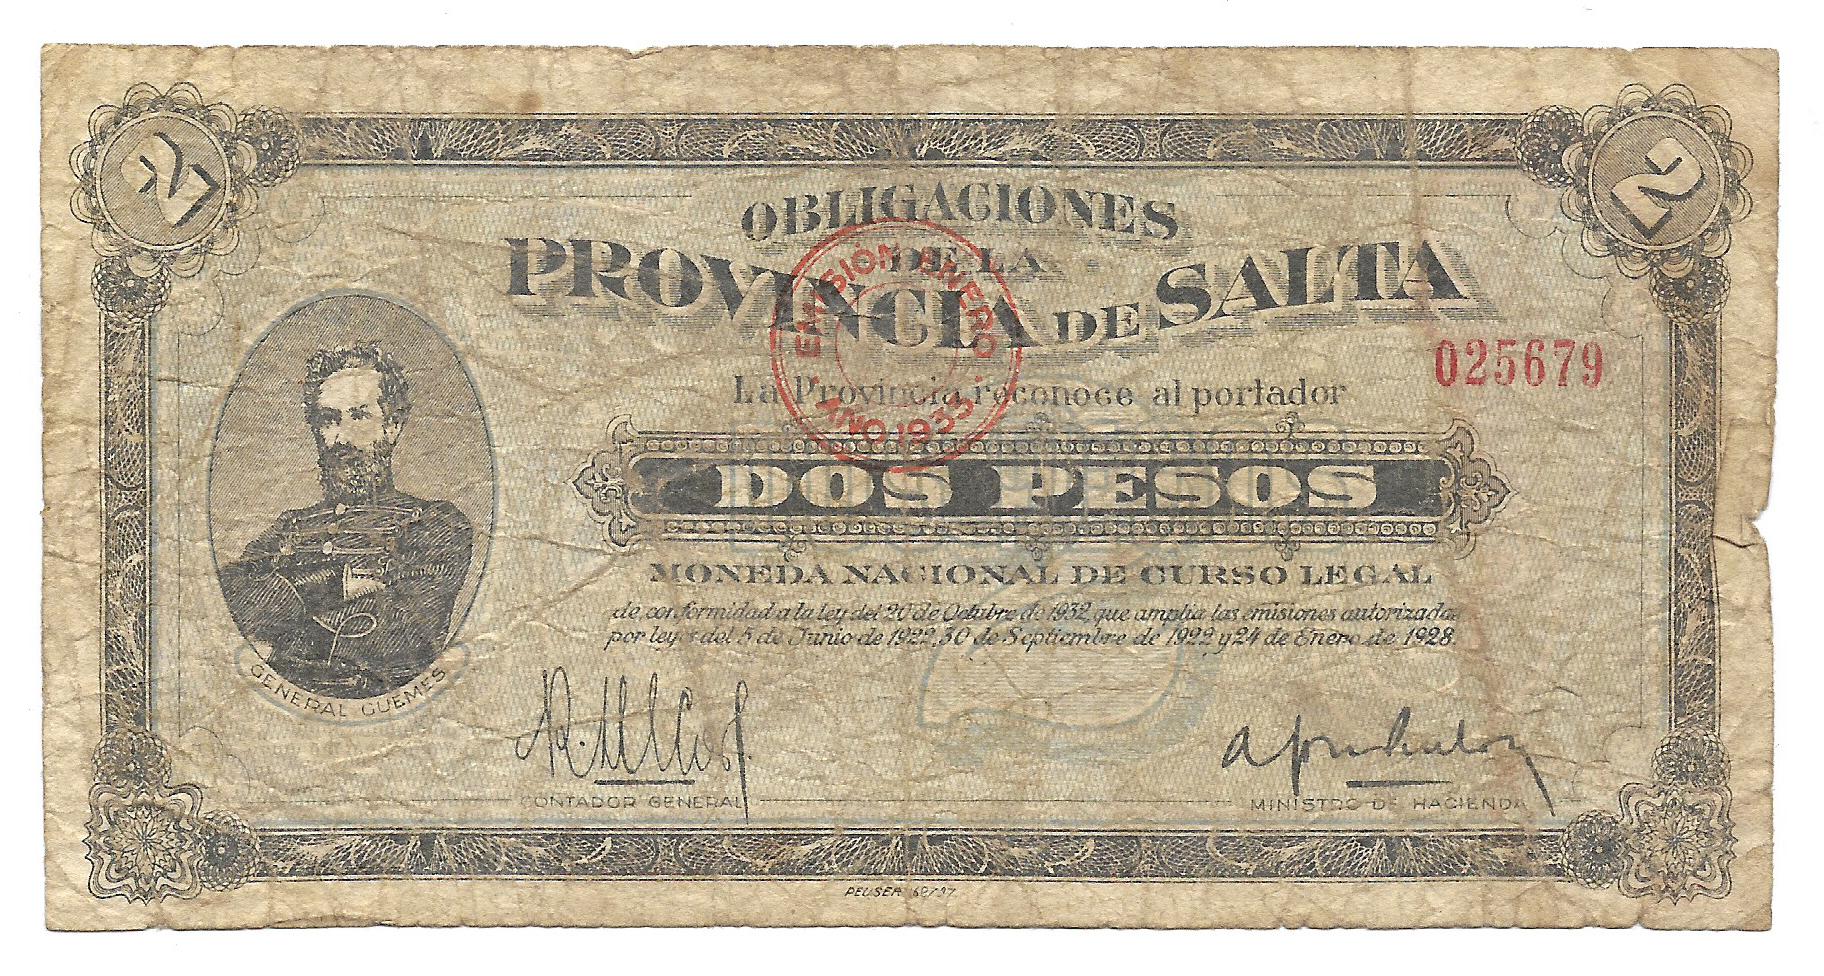 2
2
OBLIGACIONES
DE LA
PROVINCIA DE SALTA
EMISIÓN ENERO
AÑO 1933
025679
La Provincia reconoce al portador
DOS PESOS
MONEDA NACIONAL DE CURSO LEGAL
de conformidad a la ley del 20 de Octubre de 1932 que amplia las emisiones autorizadas
por leyes del 5 de Junio de 1922, 30 de Septiembre de 1922 y 24 de Enero de 1928
GENERAL GÜEMES
CONTADOR GENERAL
MINISTRO DE HACIENDA
PEUSER